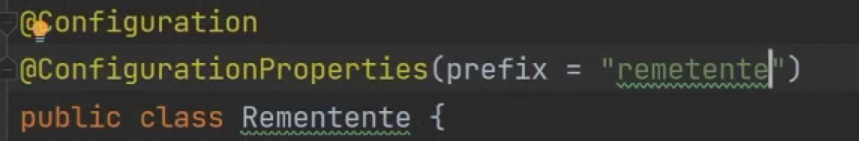 @Configuration
@ConfigurationProperties(prefix = "remetente")
public class Rementente {